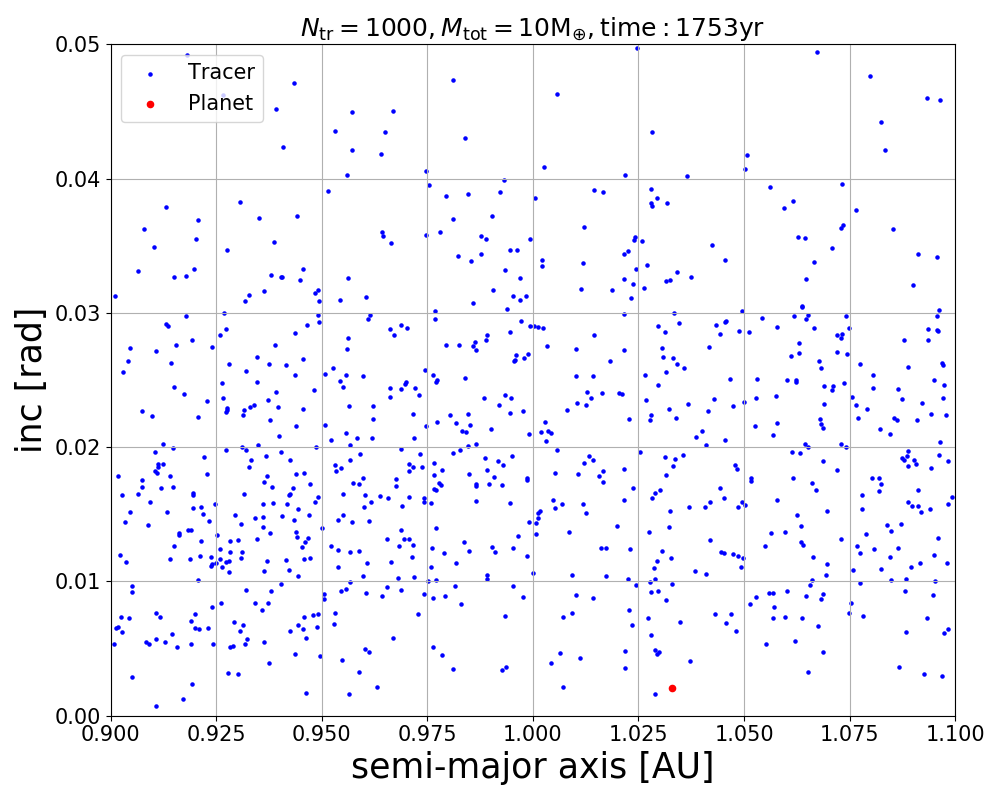 N_tr = 1000, M_tot = 10M_⊕, time : 1753yr
Tracer
Planet
0.05
0.04
0.03
0.02
0.01
0.00
inc [rad]
0.900 0.925 0.950 0.975 1.000 1.025 1.050 1.075 1.100
semi-major axis [AU]